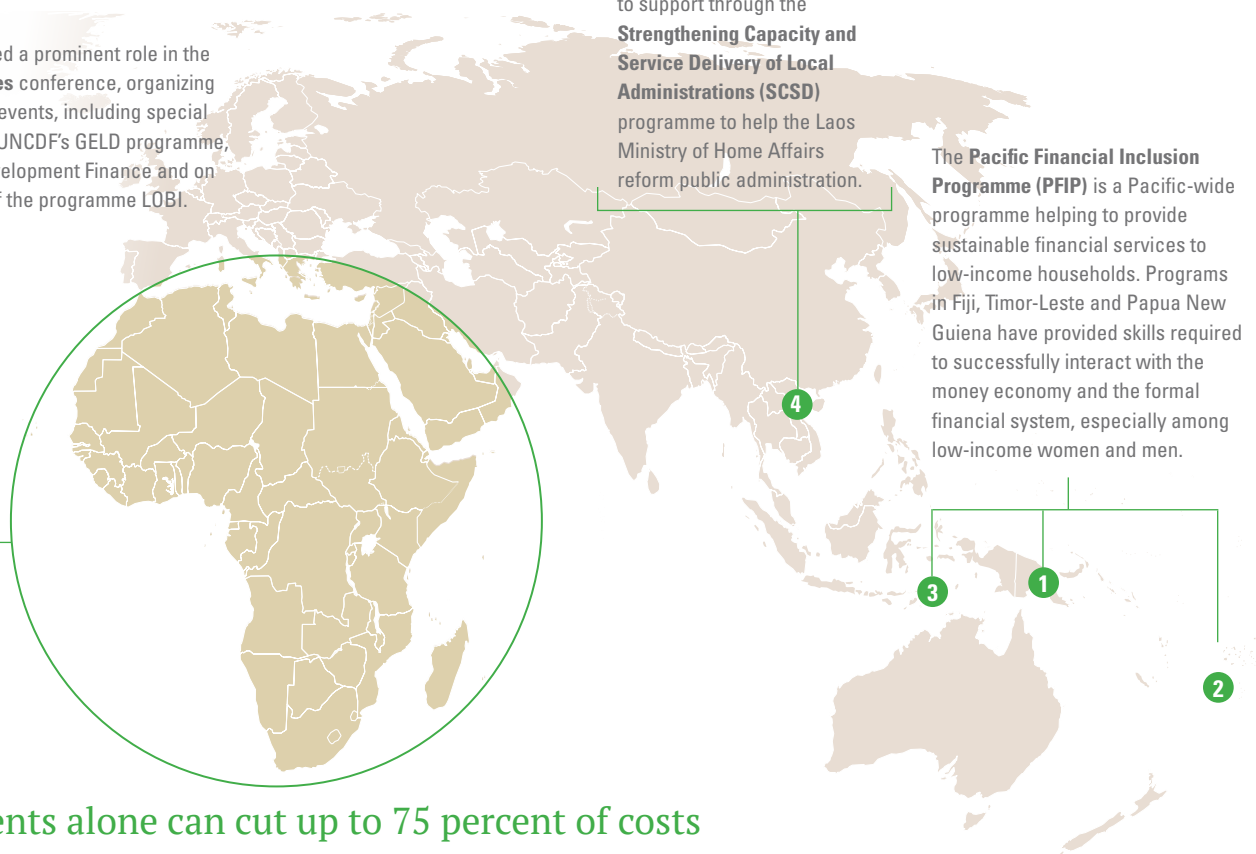 ed a prominent role in the
es conference, organizing
events, including special
UNCDF's GELD programme,
elopment Finance and on
f the programme LOBI.
to support through the
Strengthening Capacity and
Service Delivery of Local
Administrations (SCSD)
programme to help the Laos
Ministry of Home Affairs
reform public administration.
The Pacific Financial Inclusion
Programme (PFIP) is a Pacific-wide
programme helping to provide
sustainable financial services to
low-income households. Programs
in Fiji, Timor-Leste and Papua New
Guiena have provided skills required
to successfully interact with the
money economy and the formal
financial system, especially among
low-income women and men.
4
3
1
2
ents alone can cut up to 75 percent of costs